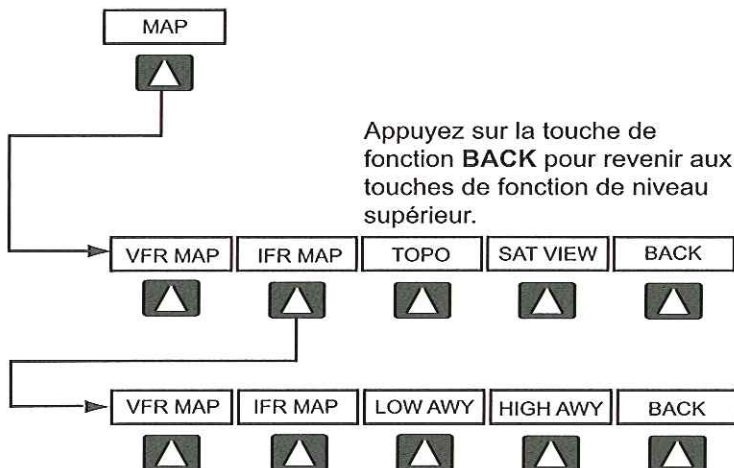 MAP
Appuyez sur la touche de
fonction BACK pour revenir aux
touches de fonction de niveau
supérieur.
VFR MAP IFR MAP TOPO SAT VIEW BACK
VFR MAP IFR MAP LOW AWY HIGH AWY BACK